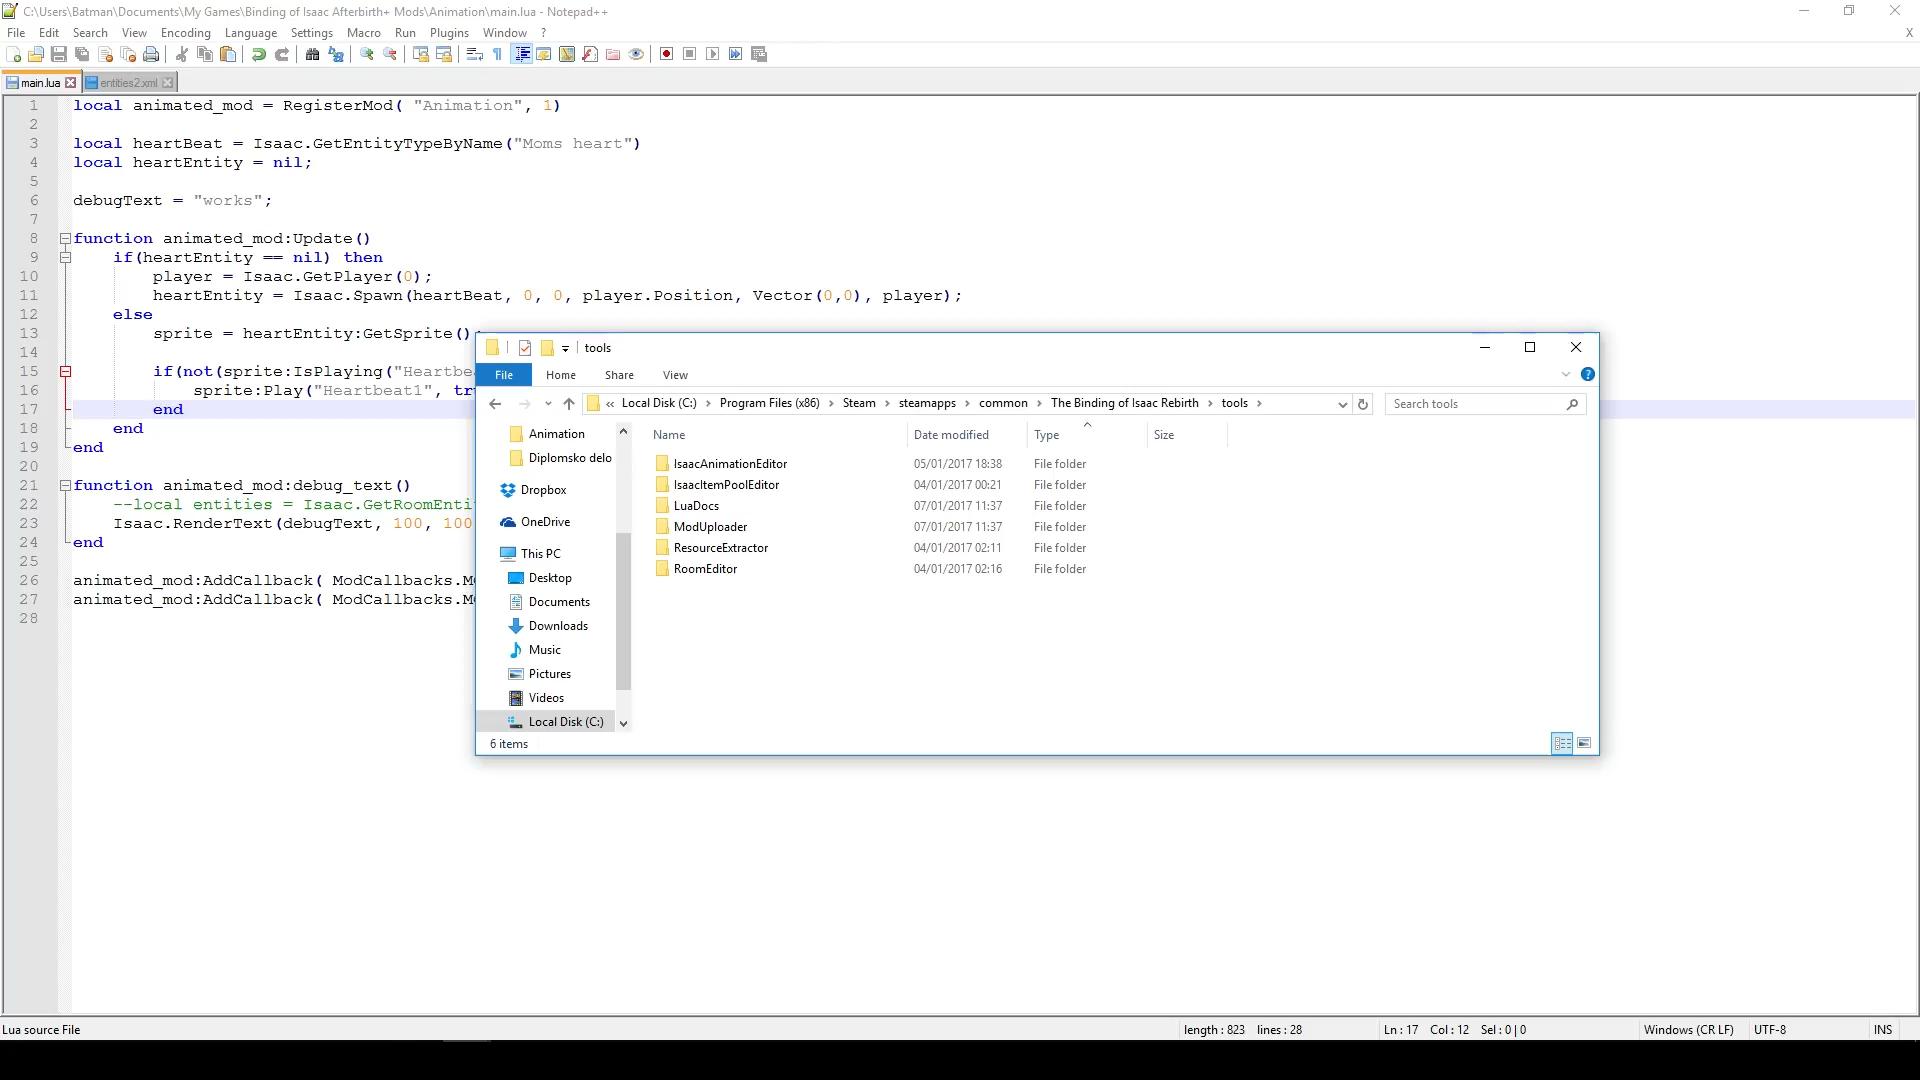 C:\Users\Batman\Documents\My Games\Binding of Isaac Afterbirth+ Mods\Animation\main.lua - Notepad++
File Edit Search View Encoding Language Settings Macro Run Plugins Window ? X
main.lua entities2.xml
1 local animated_mod = RegisterMod( "Animation", 1)
2
3 local heartBeat = Isaac.GetEntityTypeByName("Moms heart")
4 local heartEntity = nil;
5
6 debugText = "works";
7
8 function animated_mod:Update()
9 if(heartEntity == nil) then
10 player = Isaac.GetPlayer(0);
11 heartEntity = Isaac.Spawn(heartBeat, 0, 0, player.Position, Vector(0,0), player);
12 else
13 sprite = heartEntity:GetSprite();
14
15 if(not(sprite:IsPlaying("Heartbe
16 sprite:Play("Heartbeat1", tru
17 end
18 end
19 end
20
21 function animated_mod:debug_text()
22 --local entities = Isaac.GetRoomEnti
23 Isaac.RenderText(debugText, 100, 100
24 end
25
26 animated_mod:AddCallback( ModCallbacks.M
27 animated_mod:AddCallback( ModCallbacks.M
28
tools
File Home Share View ?
« Local Disk (C:) › Program Files (x86) › Steam › steamapps › common › The Binding of Isaac Rebirth › tools ›
Search tools
Animation
Diplomsko delo
Dropbox
OneDrive
This PC
Desktop
Documents
Downloads
Music
Pictures
Videos
Local Disk (C:)
Name Date modified Type Size
IsaacAnimationEditor 05/01/2017 18:38 File folder
IsaacItemPoolEditor 04/01/2017 00:21 File folder
LuaDocs 07/01/2017 11:37 File folder
ModUploader 07/01/2017 11:37 File folder
ResourceExtractor 04/01/2017 02:11 File folder
RoomEditor 04/01/2017 02:16 File folder
6 items
Lua source File length : 823 lines : 28 Ln : 17 Col : 12 Sel : 0 | 0 Windows (CR LF) UTF-8 INS